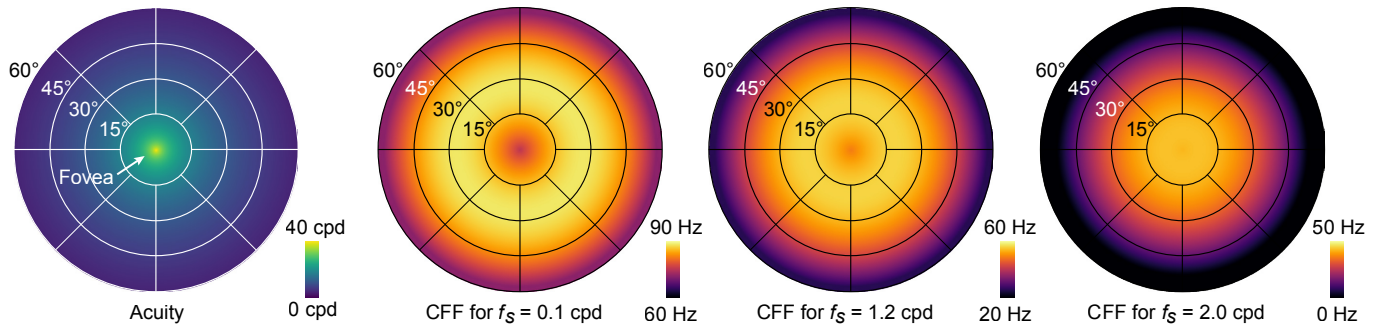 60°
45°
30°
15°
Fovea
40 cpd
0 cpd
Acuity
60°
45°
30°
15°
90 Hz
60 Hz
CFF for fs = 0.1 cpd
60°
45°
30°
15°
60 Hz
20 Hz
CFF for fs = 1.2 cpd
60°
45°
30°
15°
50 Hz
0 Hz
CFF for fs = 2.0 cpd